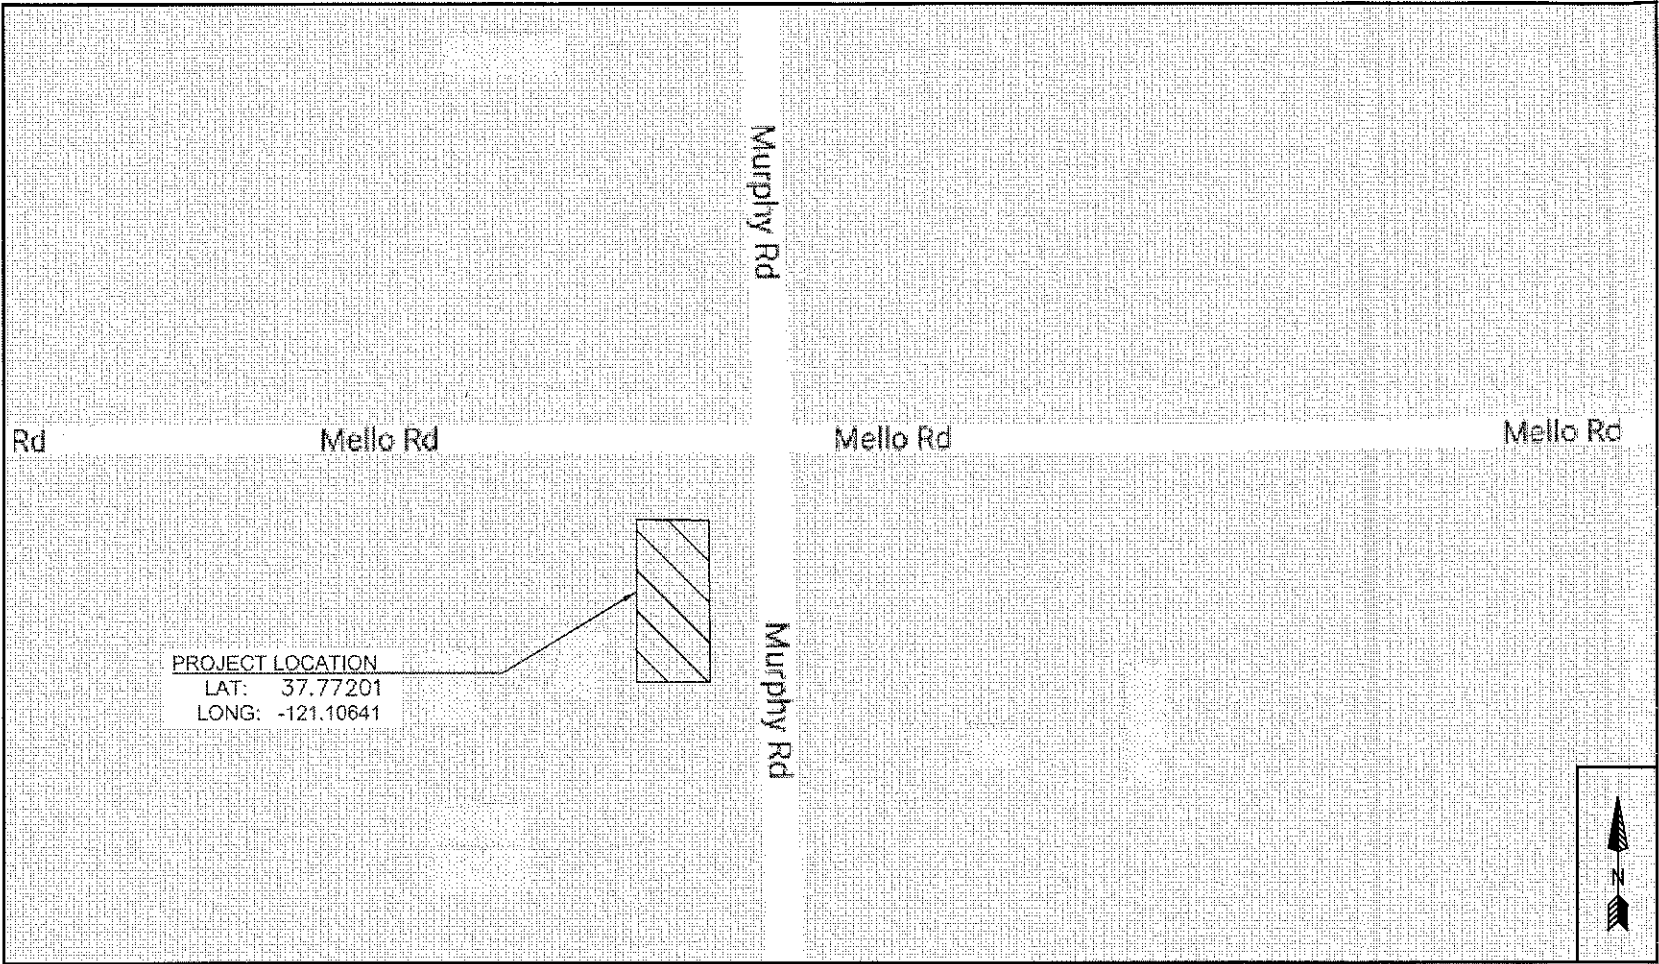 Murphy Rd
Rd
Mello Rd
Mello Rd
Mello Rd
PROJECT LOCATION
LAT: 37.77201
LONG: -121.10641
Murphy Rd
N